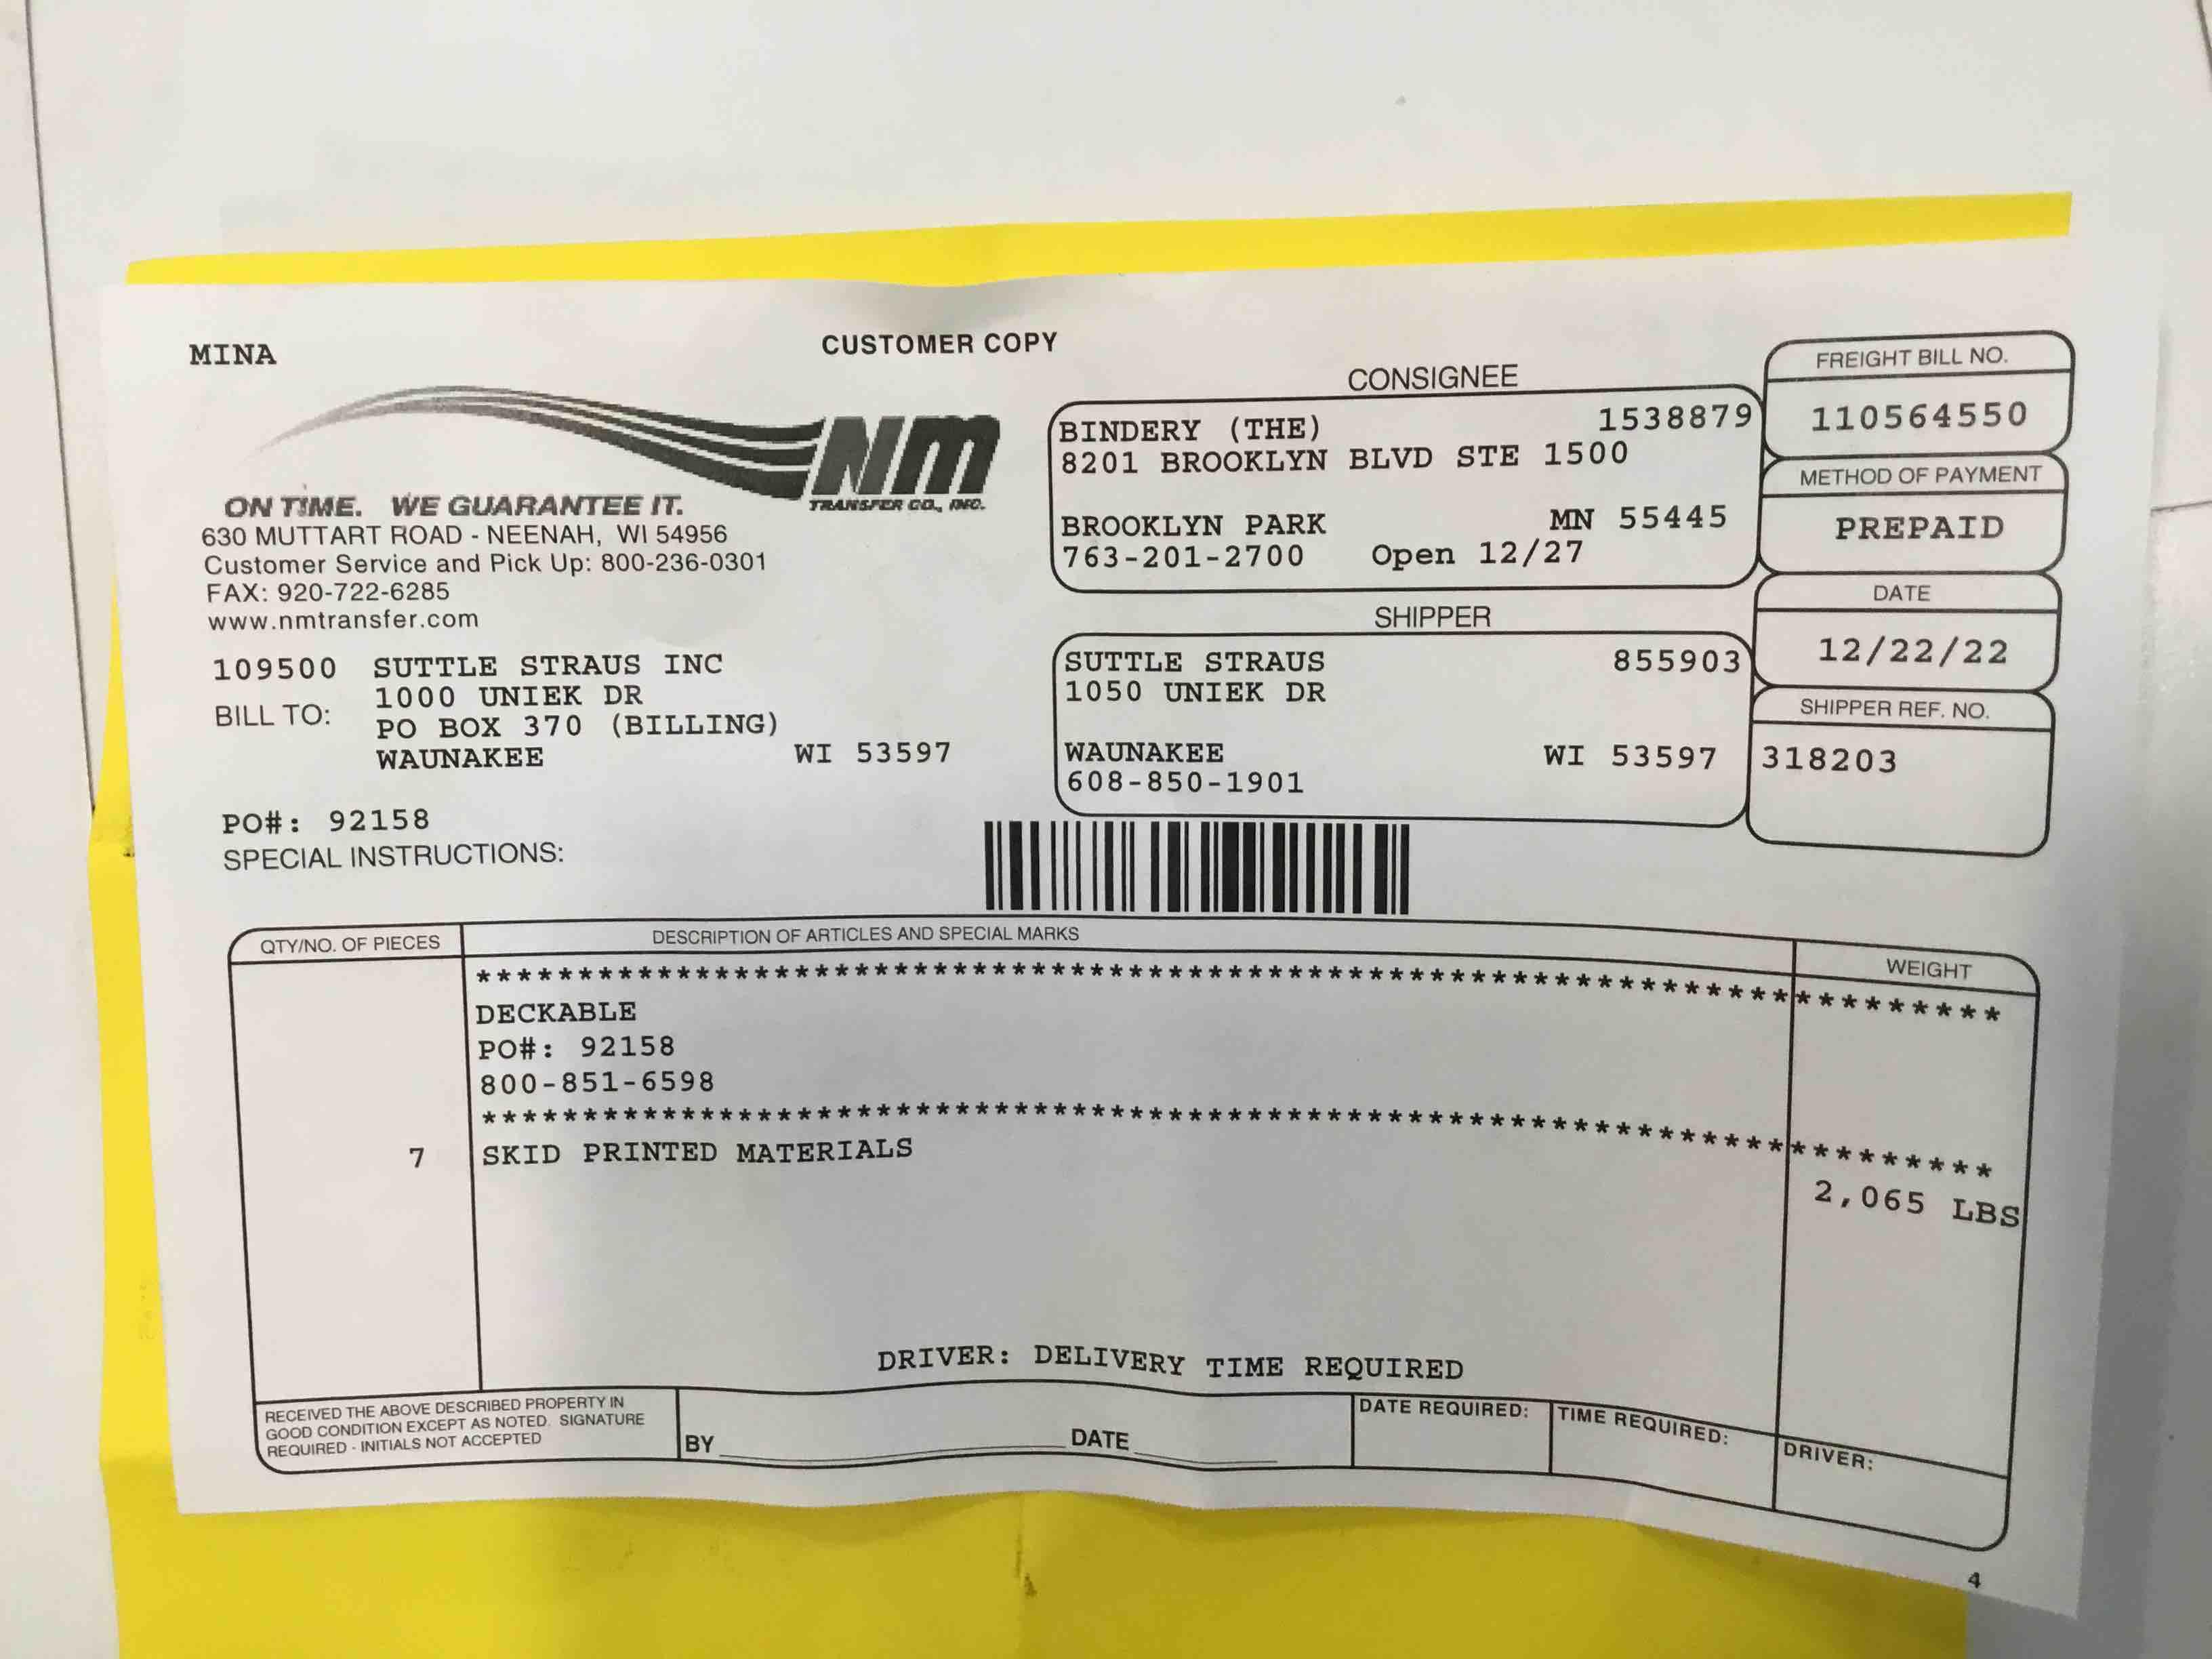 MINA
CUSTOMER COPY
NM
TRANSFER CO., INC.
ON TIME. WE GUARANTEE IT.
630 MUTTART ROAD - NEENAH, WI 54956
Customer Service and Pick Up: 800-236-0301
FAX: 920-722-6285
www.nmtransfer.com
CONSIGNEE
BINDERY (THE) 1538879
8201 BROOKLYN BLVD STE 1500
BROOKLYN PARK MN 55445
763-201-2700 Open 12/27
FREIGHT BILL NO.
110564550
METHOD OF PAYMENT
PREPAID
DATE
12/22/22
SHIPPER REF. NO.
318203
109500 SUTTLE STRAUS INC
1000 UNIEK DR
BILL TO:
PO BOX 370 (BILLING)
WAUNAKEE WI 53597
SHIPPER
SUTTLE STRAUS 855903
1050 UNIEK DR
WAUNAKEE WI 53597
608-850-1901
PO#: 92158
SPECIAL INSTRUCTIONS:
QTY/NO. OF PIECES DESCRIPTION OF ARTICLES AND SPECIAL MARKS WEIGHT
******************************************************************************
DECKABLE
PO#: 92158
800-851-6598
******************************************************************************
7 SKID PRINTED MATERIALS 2,065 LBS
DRIVER: DELIVERY TIME REQUIRED
RECEIVED THE ABOVE DESCRIBED PROPERTY IN
GOOD CONDITION EXCEPT AS NOTED. SIGNATURE
REQUIRED - INITIALS NOT ACCEPTED
BY DATE
DATE REQUIRED:
TIME REQUIRED:
DRIVER:
4